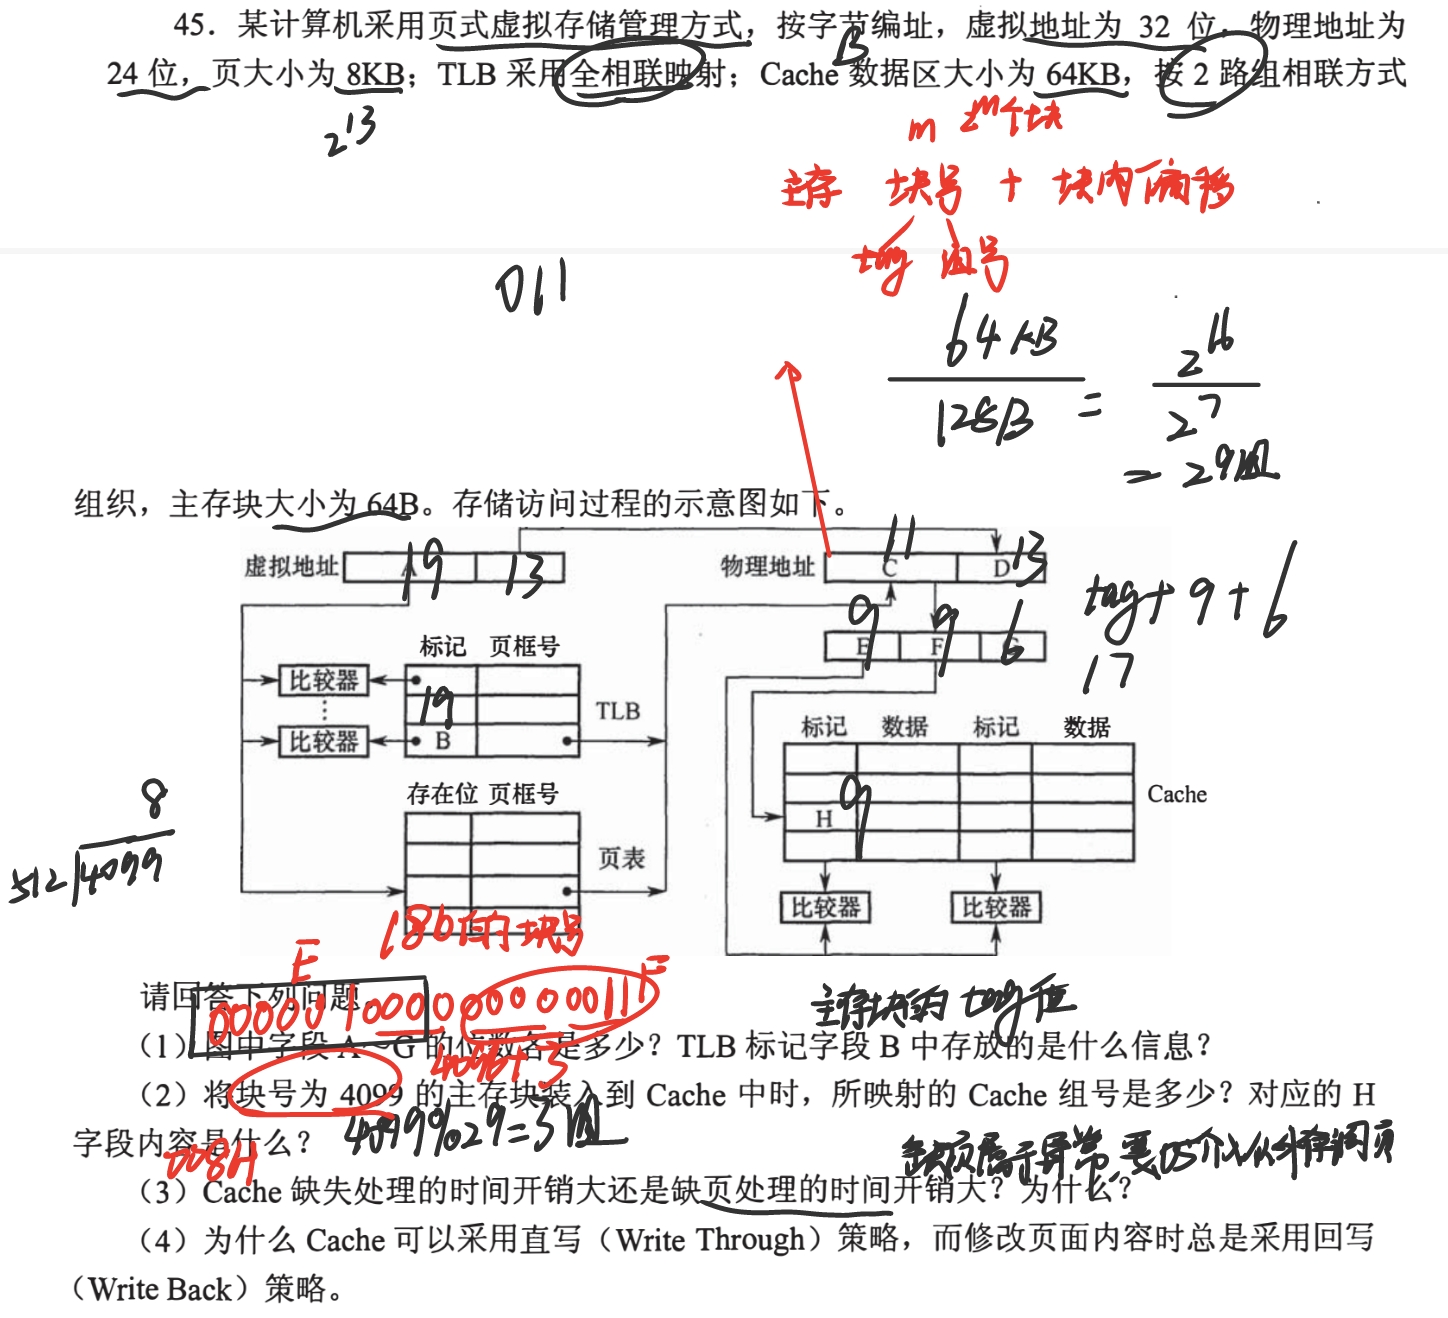 45．某计算机采用页式虚拟存储管理方式，按字节编址，虚拟地址为 32 位，物理地址为
B
24 位，页大小为 8KB；TLB 采用全相联映射；Cache 数据区大小为 64KB，按 2 路组相联方式
2^13
m 2^m个块
主存 块号 + 块内偏移
tag 组号
011
64KB
128B
=
2^16
2^7
= 2^9组
组织，主存块大小为 64B。存储访问过程的示意图如下。
虚拟地址 A 19 13
物理地址 C 11 D 13
tag + 9 + 6
17
E 9 F 9 6
标记 页框号
比较器
19
TLB
比较器 B
标记 数据 标记 数据
存在位 页框号
Cache
H 9
页表
比较器 比较器
8
512 4099
18bit的块号
E F
请回答下列问题。
000001000000000011
主存块的 tag位
（1）图中字段 A～G 的位数各是多少？TLB 标记字段 B 中存放的是什么信息？
4096+3
（2）将块号为 4099 的主存块装入到 Cache 中时，所映射的 Cache 组号是多少？对应的 H
字段内容是什么？
4099%2^9=3组
008H
缺页属于异常,要OS介入从外存调页
（3）Cache 缺失处理的时间开销大还是缺页处理的时间开销大？为什么？
（4）为什么 Cache 可以采用直写（Write Through）策略，而修改页面内容时总是采用回写
（Write Back）策略。